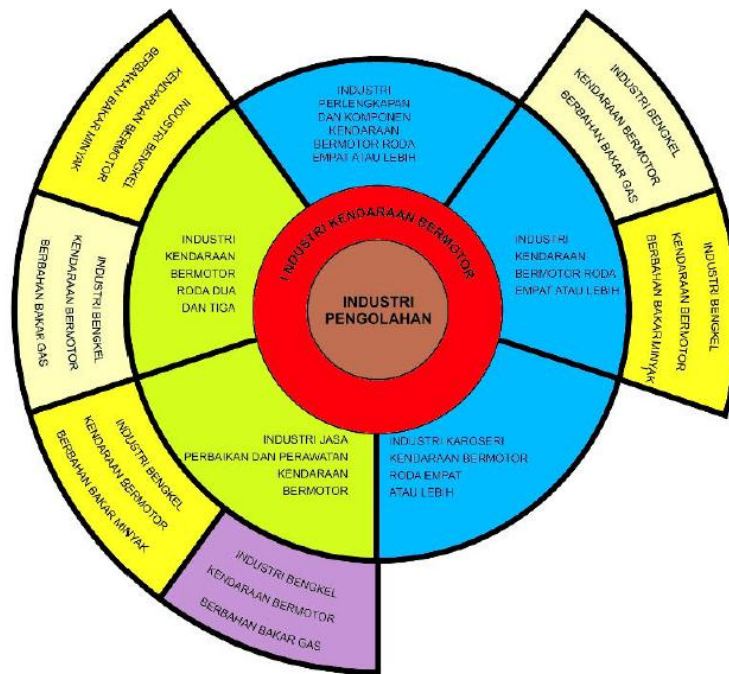 INDUSTRI BENGKEL
KENDARAAN BERMOTOR
BERBAHAN BAKAR MINYAK
INDUSTRI
PERLENGKAPAN
DAN KOMPONEN
KENDARAAN
BERMOTOR RODA
EMPAT ATAU LEBIH
INDUSTRI BENGKEL
KENDARAAN BERMOTOR
BERBAHAN BAKAR GAS
INDUSTRI BENGKEL
KENDARAAN BERMOTOR
BERBAHAN BAKAR GAS
INDUSTRI
KENDARAAN
BERMOTOR
RODA DUA
DAN TIGA
INDUSTRI KENDARAAN BERMOTOR
INDUSTRI
PENGOLAHAN
INDUSTRI
KENDARAAN
BERMOTOR RODA
EMPAT ATAU LEBIH
INDUSTRI BENGKEL
KENDARAAN BERMOTOR
BERBAHAN BAKAR MINYAK
INDUSTRI BENGKEL
KENDARAAN BERMOTOR
BERBAHAN BAKAR MINYAK
INDUSTRI JASA
PERBAIKAN DAN PERAWATAN
KENDARAAN
BERMOTOR
INDUSTRI KAROSERI
KENDARAAN BERMOTOR
RODA EMPAT
ATAU LEBIH
INDUSTRI BENGKEL
KENDARAAN BERMOTOR
BERBAHAN BAKAR GAS